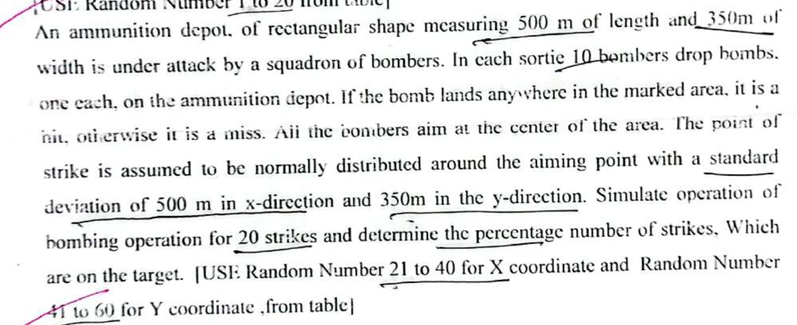 [USE Random Number 1 to 20 from table]
An ammunition depot, of rectangular shape measuring 500 m of length and 350m of
width is under attack by a squadron of bombers. In each sortie 10 bombers drop bombs,
one each, on the ammunition depot. If the bomb lands anywhere in the marked area, it is a
hit, otherwise it is a miss. All the bombers aim at the center of the area. The point of
strike is assumed to be normally distributed around the aiming point with a standard
deviation of 500 m in x-direction and 350m in the y-direction. Simulate operation of
bombing operation for 20 strikes and determine the percentage number of strikes, Which
are on the target. [USE Random Number 21 to 40 for X coordinate and Random Number
41 to 60 for Y coordinate ,from table]